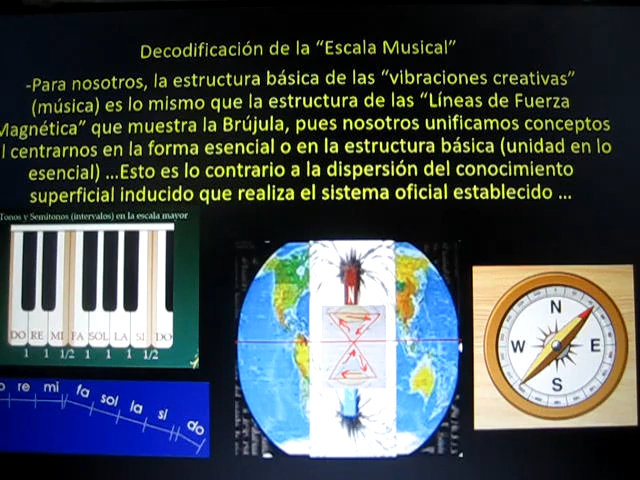 Decodificación de la “Escala Musical”
-Para nosotros, la estructura básica de las “vibraciones creativas”
(música) es lo mismo que la estructura de las “Líneas de Fuerza
Magnética” que muestra la Brújula, pues nosotros unificamos conceptos
l centrarnos en la forma esencial o en la estructura básica (unidad en lo
esencial) ...Esto es lo contrario a la dispersión del conocimiento
superficial inducido que realiza el sistema oficial establecido ...
Tonos y Semitonos (intervalos) en la escala mayor
DO RE MI FA SOL LA SI DO
1 1 1/2 1 1 1 1/2
o re mi fa sol la si do
N
W E
S